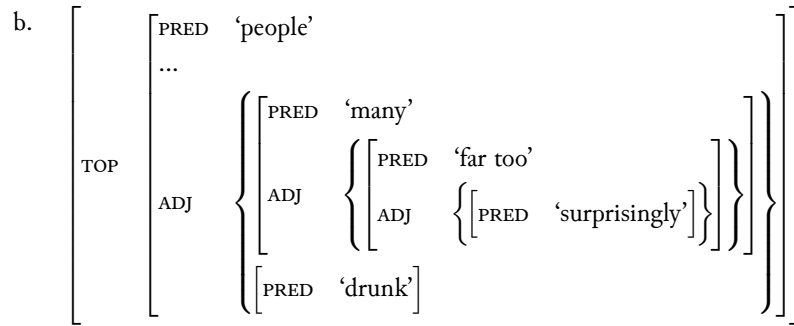 b.
PRED ‘people’
...
PRED ‘many’
PRED ‘far too’
TOP
ADJ
ADJ
ADJ {[PRED ‘surprisingly’]}
[PRED ‘drunk’]